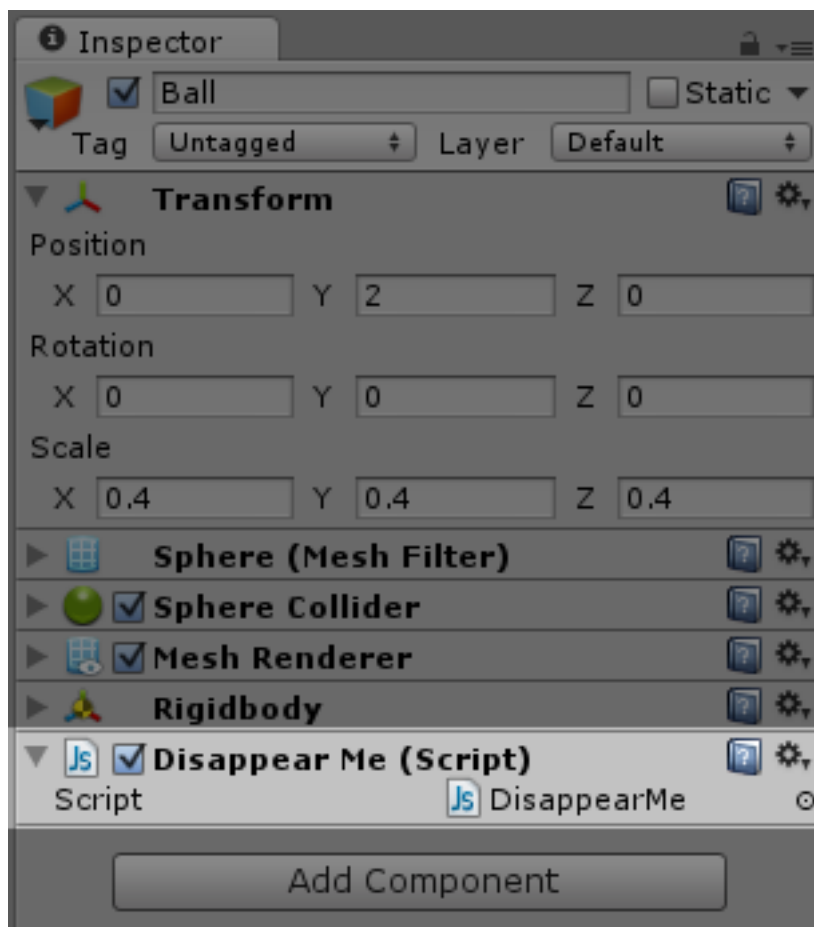 Inspector
Ball Static
Tag Untagged Layer Default
Transform
Position
X 0 Y 2 Z 0
Rotation
X 0 Y 0 Z 0
Scale
X 0.4 Y 0.4 Z 0.4
Sphere (Mesh Filter)
Sphere Collider
Mesh Renderer
Rigidbody
Js Disappear Me (Script)
Script Js DisappearMe
Add Component